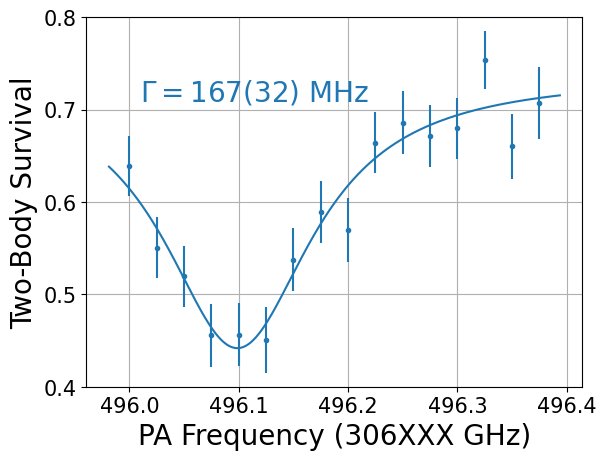 0.8
0.7
0.6
0.5
0.4
Two-Body Survival
Γ = 167(32) MHz
496.0 496.1 496.2 496.3 496.4
PA Frequency (306XXX GHz)